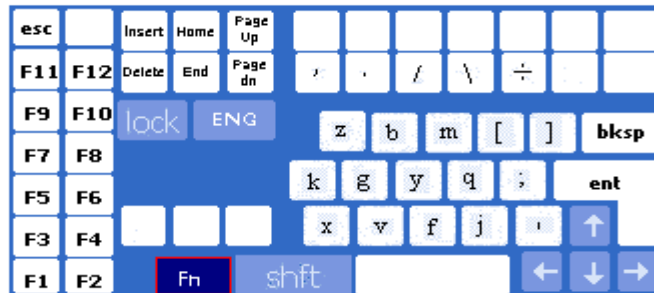 esc Insert Home Page Up
F11 F12 Delete End Page dn , . / \ ÷
F9 F10 lock ENG z b m [ ] bksp
F7 F8 k g y q ; ent
F5 F6 x v f j ' ↑
F3 F4
F1 F2 Fn shft ← ↓ →